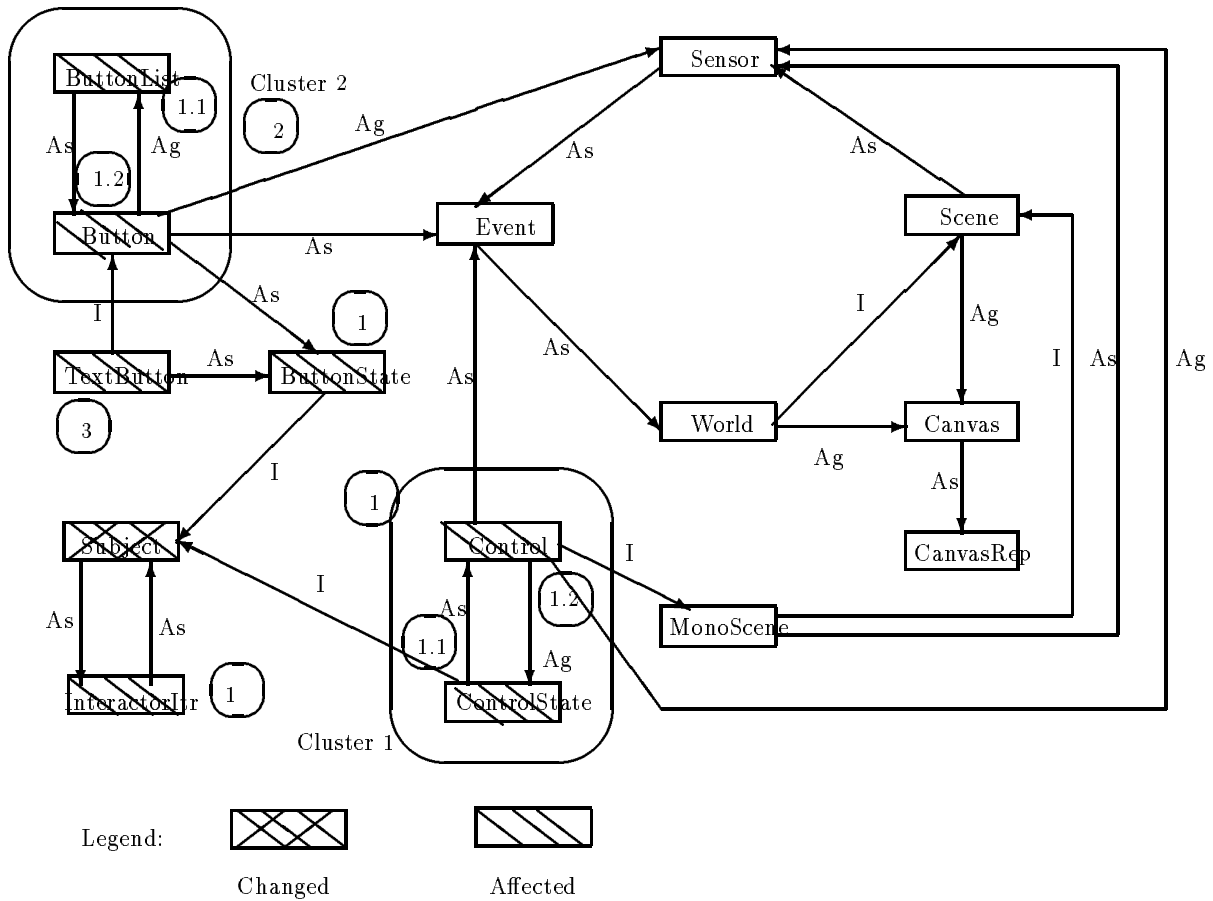 Sensor
ButtonList
Cluster 2
1.1
2
Ag
As
Ag
As
As
1.2
Scene
Event
Button
As
As
I
Ag
I
1
As
I
As
Ag
TextButton
As
ButtonState
As
World
Canvas
3
Ag
I
As
1
Subject
Control
I
CanvasRep
I
1.2
As
As
As
1.1
MonoScene
Ag
InteractorItr
1
ControlState
Cluster 1
Legend:
Changed
Affected